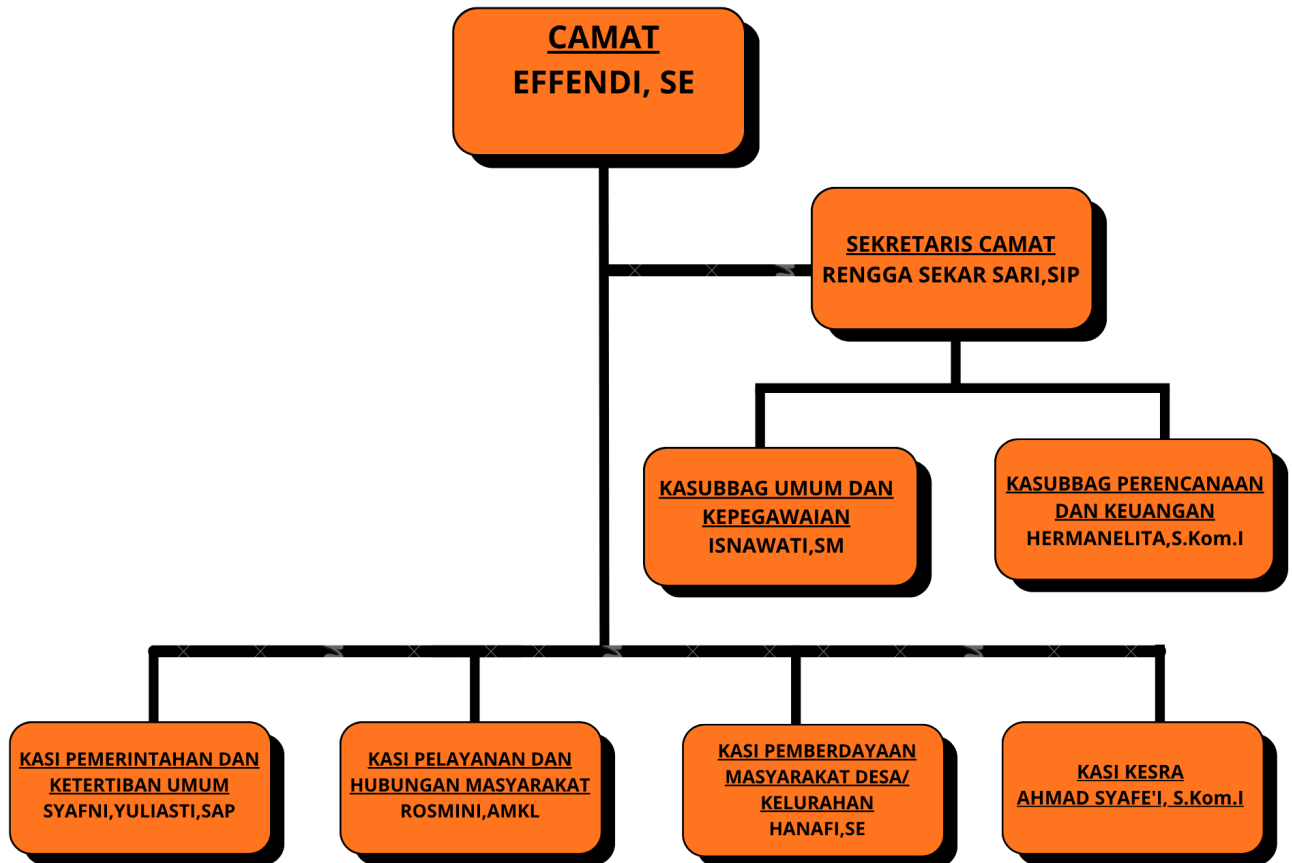 CAMAT
EFFENDI, SE
SEKRETARIS CAMAT
RENGGA SEKAR SARI,SIP
KASUBBAG UMUM DAN
KEPEGAWAIAN
ISNAWATI,SM
KASUBBAG PERENCANAAN
DAN KEUANGAN
HERMANELITA,S.Kom.I
KASI PEMERINTAHAN DAN
KETERTIBAN UMUM
SYAFNI,YULIASTI,SAP
KASI PELAYANAN DAN
HUBUNGAN MASYARAKAT
ROSMINI,AMKL
KASI PEMBERDAYAAN
MASYARAKAT DESA/
KELURAHAN
HANAFI,SE
KASI KESRA
AHMAD SYAFE'I, S.Kom.I